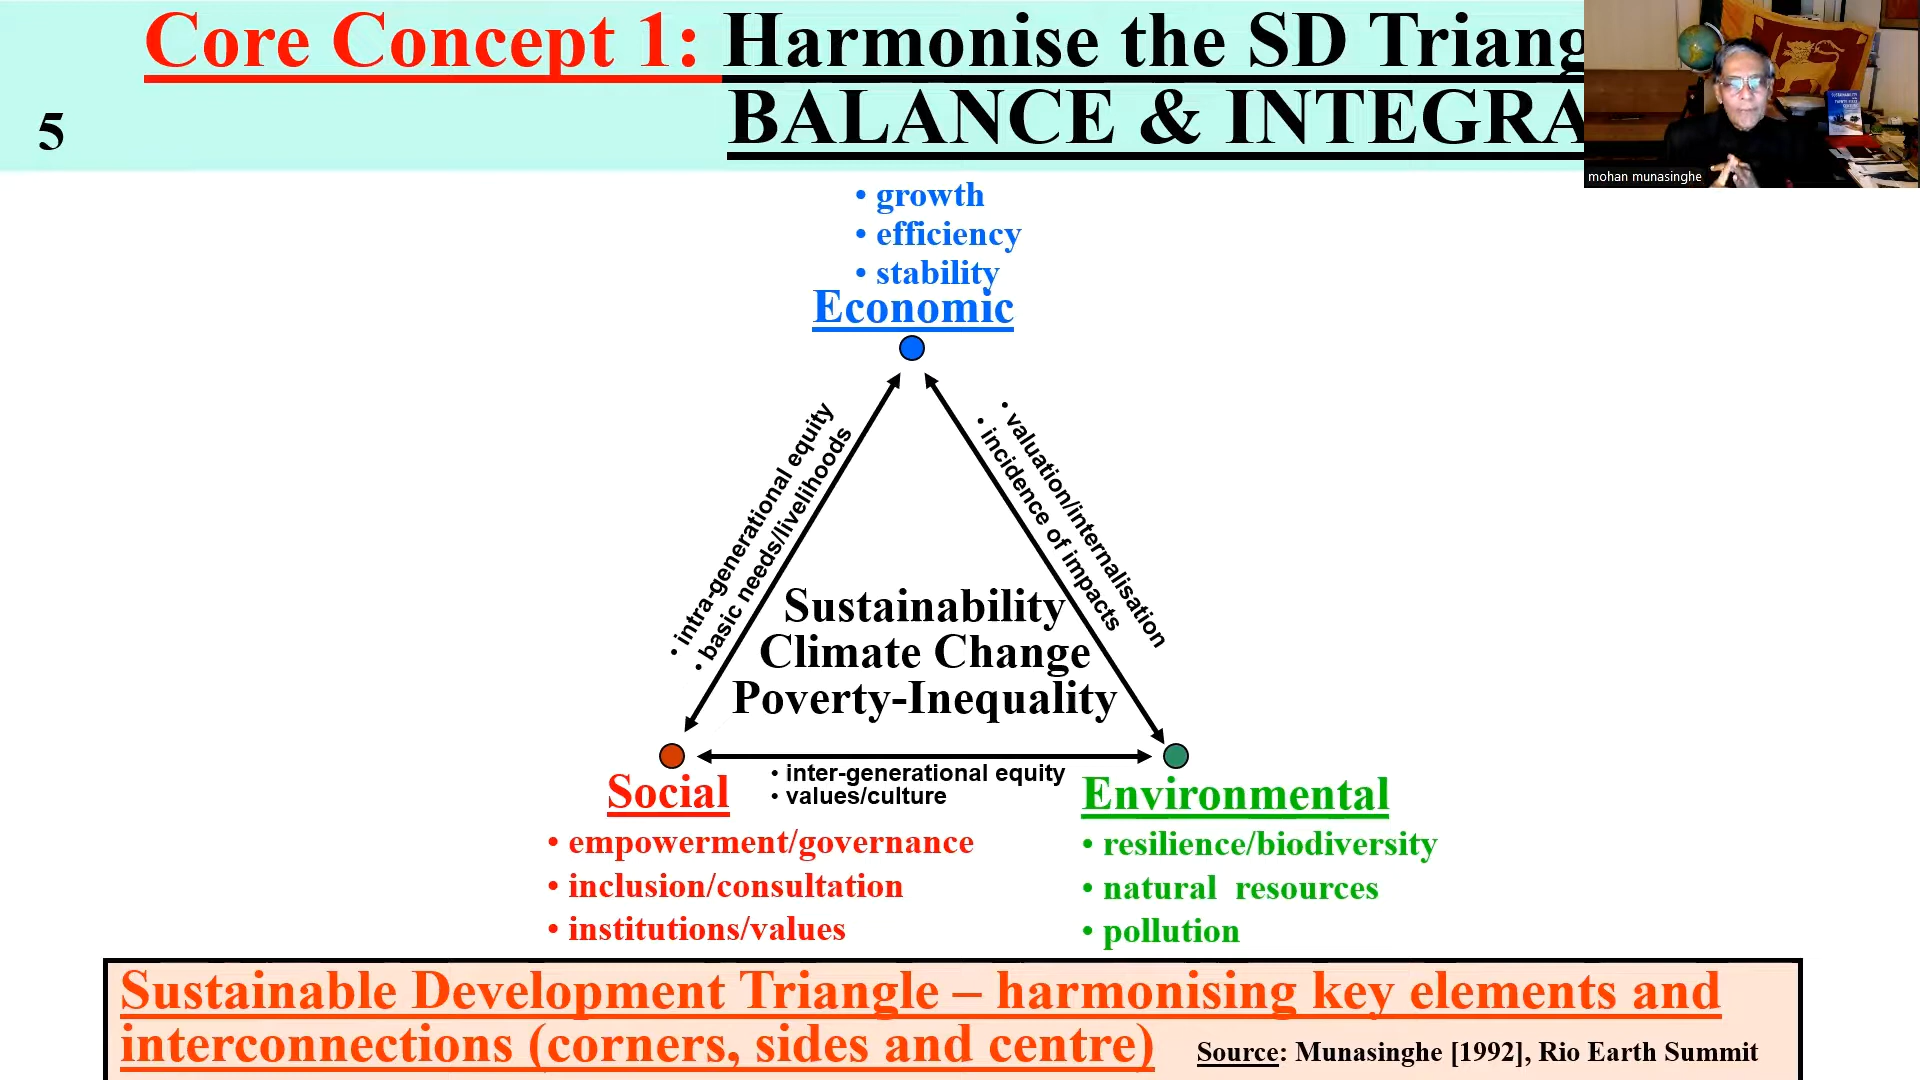 Core Concept 1: Harmonise the SD Triang
BALANCE & INTEGRA
5
mohan munasinghe
• growth
• efficiency
• stability
Economic
• intra-generational equity
• basic needs/livelihoods
• valuation/internalisation
• incidence of impacts
Sustainability
Climate Change
Poverty-Inequality
• inter-generational equity
• values/culture
Social
• empowerment/governance
• inclusion/consultation
• institutions/values
Environmental
• resilience/biodiversity
• natural resources
• pollution
Sustainable Development Triangle – harmonising key elements and
interconnections (corners, sides and centre) Source: Munasinghe [1992], Rio Earth Summit